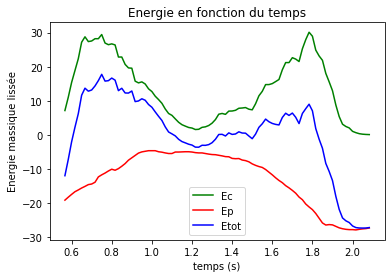 Energie en fonction du temps
Energie massique lissée
30
20
10
0
−10
−20
−30
Ec
Ep
Etot
0.6 0.8 1.0 1.2 1.4 1.6 1.8 2.0
temps (s)